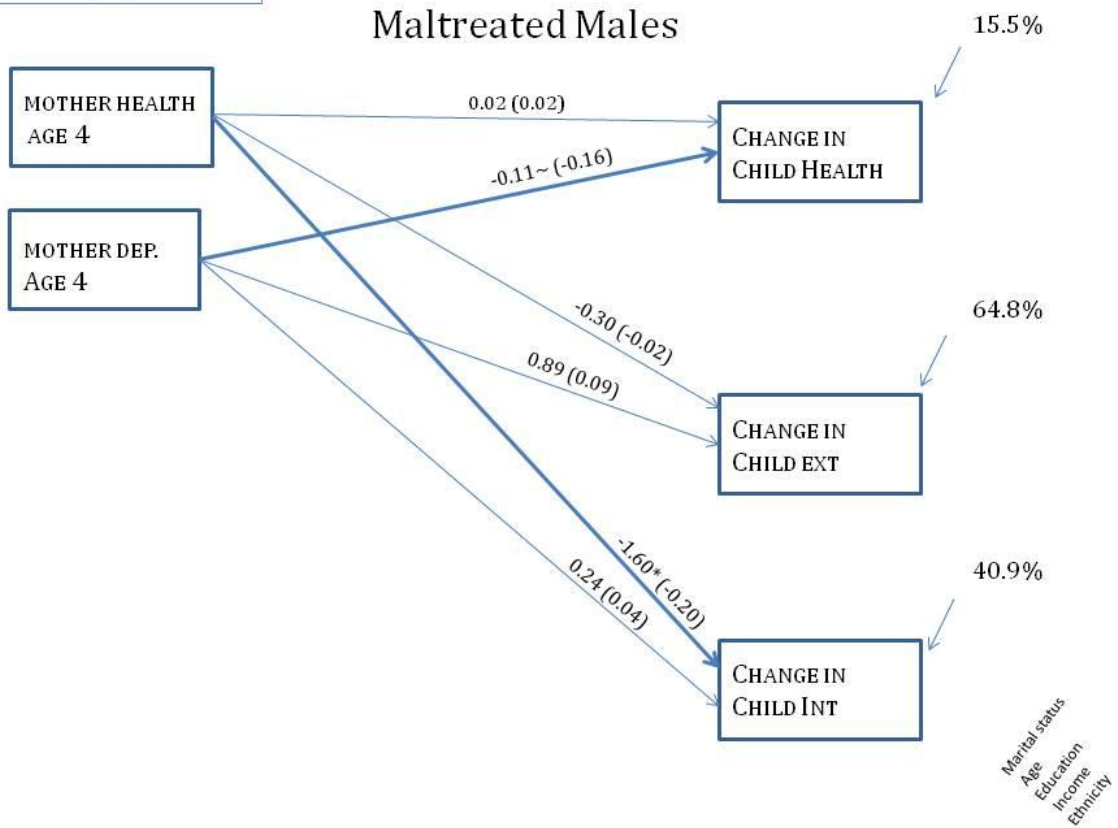 Maltreated Males
15.5%
MOTHER HEALTH
AGE 4
0.02 (0.02)
CHANGE IN
CHILD HEALTH
-0.11~ (-0.16)
MOTHER DEP.
AGE 4
-0.30 (-0.02)
64.8%
0.89 (0.09)
CHANGE IN
CHILD EXT
-1.60* (-0.20)
0.24 (0.04)
40.9%
CHANGE IN
CHILD INT
Marital status
Age
Education
Income
Ethnicity